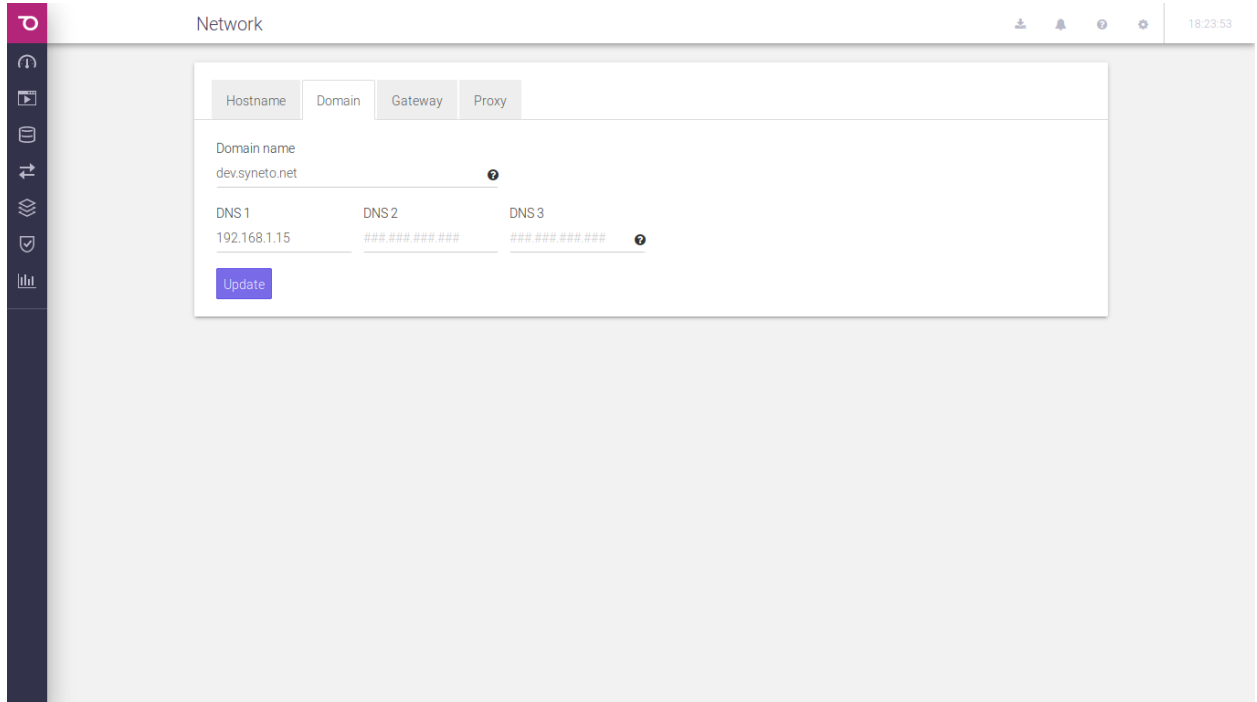 Network
18:23:53
Hostname Domain Gateway Proxy
Domain name
dev.syneto.net
DNS 1 DNS 2 DNS 3
192.168.1.15 ###.###.###.### ###.###.###.###
Update